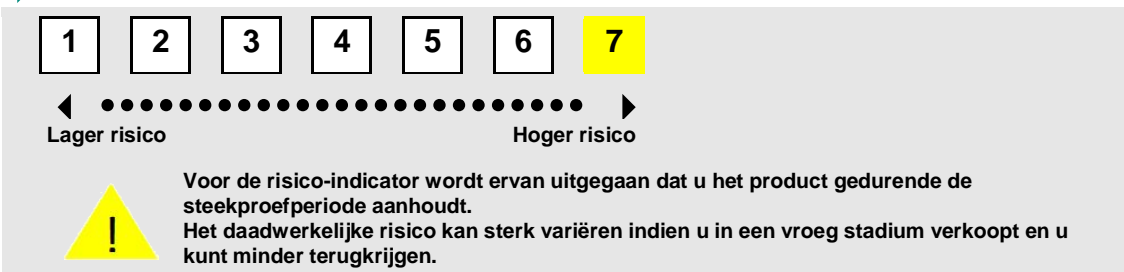 1 2 3 4 5 6 7
Lager risico Hoger risico
! Voor de risico-indicator wordt ervan uitgegaan dat u het product gedurende de
steekproefperiode aanhoudt.
Het daadwerkelijke risico kan sterk variëren indien u in een vroeg stadium verkoopt en u
kunt minder terugkrijgen.